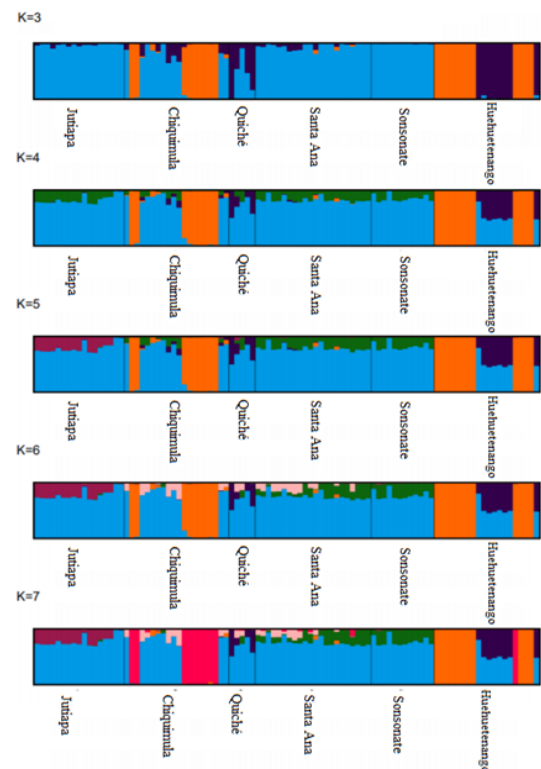 K=3
Jutiapa Chiquimula Quiché Santa Ana Sonsonate Huehuetenango
K=4
Jutiapa Chiquimula Quiché Santa Ana Sonsonate Huehuetenango
K=5
Jutiapa Chiquimula Quiché Santa Ana Sonsonate Huehuetenango
K=6
Jutiapa Chiquimula Quiché Santa Ana Sonsonate Huehuetenango
K=7
Jutiapa Chiquimula Quiché Santa Ana Sonsonate Huehuetenango